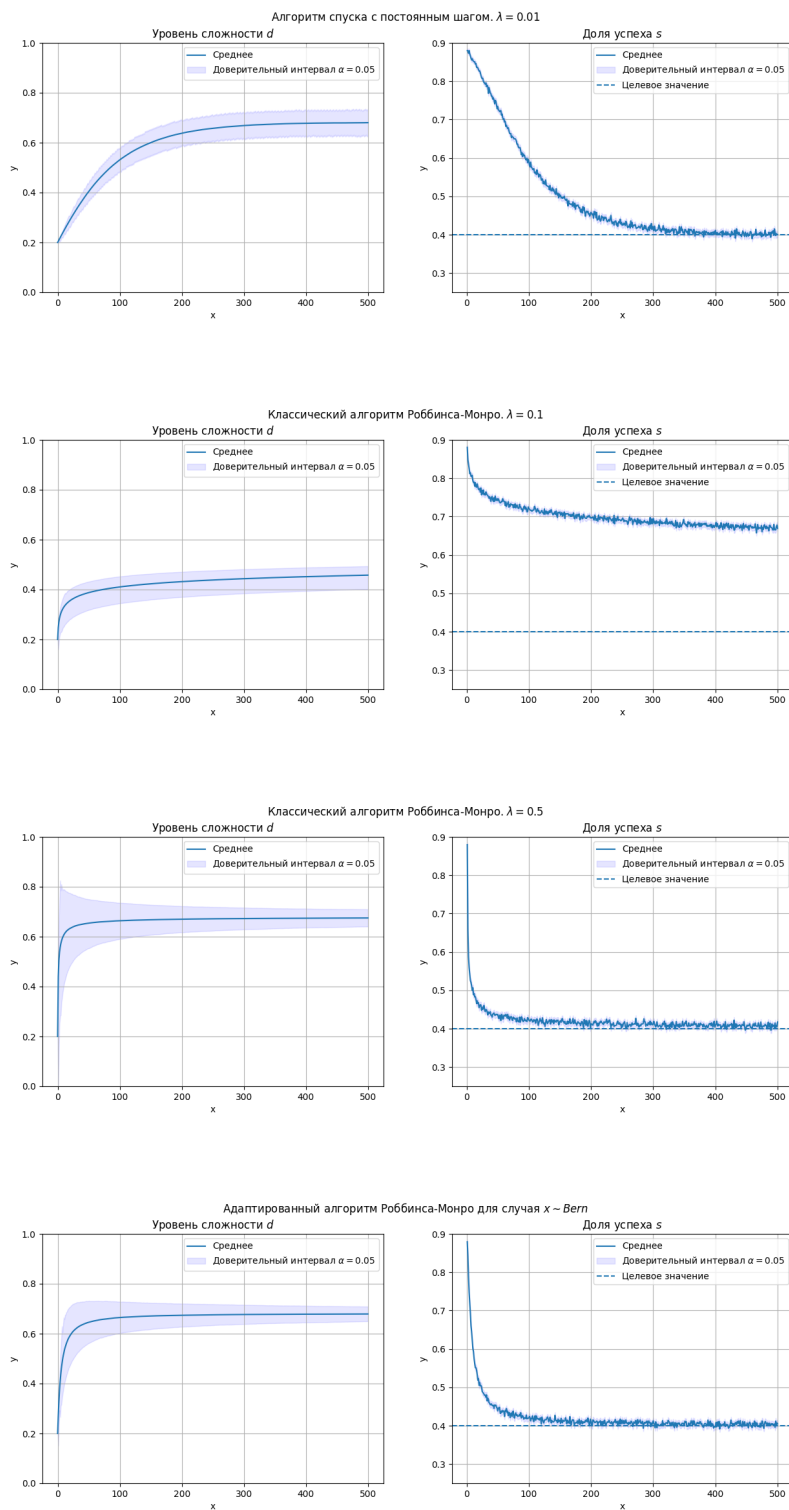 Алгоритм спуска с постоянным шагом. λ = 0.01
Уровень сложности d
1.0
0.8
0.6
0.4
0.2
0.0
y
Среднее
Доверительный интервал α = 0.05
0 100 200 300 400 500
x
Доля успеха s
0.9
0.8
0.7
0.6
0.5
0.4
0.3
y
Среднее
Доверительный интервал α = 0.05
Целевое значение
0 100 200 300 400 500
x
Классический алгоритм Роббинса-Монро. λ = 0.1
Уровень сложности d
1.0
0.8
0.6
0.4
0.2
0.0
y
Среднее
Доверительный интервал α = 0.05
0 100 200 300 400 500
x
Доля успеха s
0.9
0.8
0.7
0.6
0.5
0.4
0.3
y
Среднее
Доверительный интервал α = 0.05
Целевое значение
0 100 200 300 400 500
x
Классический алгоритм Роббинса-Монро. λ = 0.5
Уровень сложности d
1.0
0.8
0.6
0.4
0.2
0.0
y
Среднее
Доверительный интервал α = 0.05
0 100 200 300 400 500
x
Доля успеха s
0.9
0.8
0.7
0.6
0.5
0.4
0.3
y
Среднее
Доверительный интервал α = 0.05
Целевое значение
0 100 200 300 400 500
x
Адаптированный алгоритм Роббинса-Монро для случая x ~ Bern
Уровень сложности d
1.0
0.8
0.6
0.4
0.2
0.0
y
Среднее
Доверительный интервал α = 0.05
0 100 200 300 400 500
x
Доля успеха s
0.9
0.8
0.7
0.6
0.5
0.4
0.3
y
Среднее
Доверительный интервал α = 0.05
Целевое значение
0 100 200 300 400 500
x